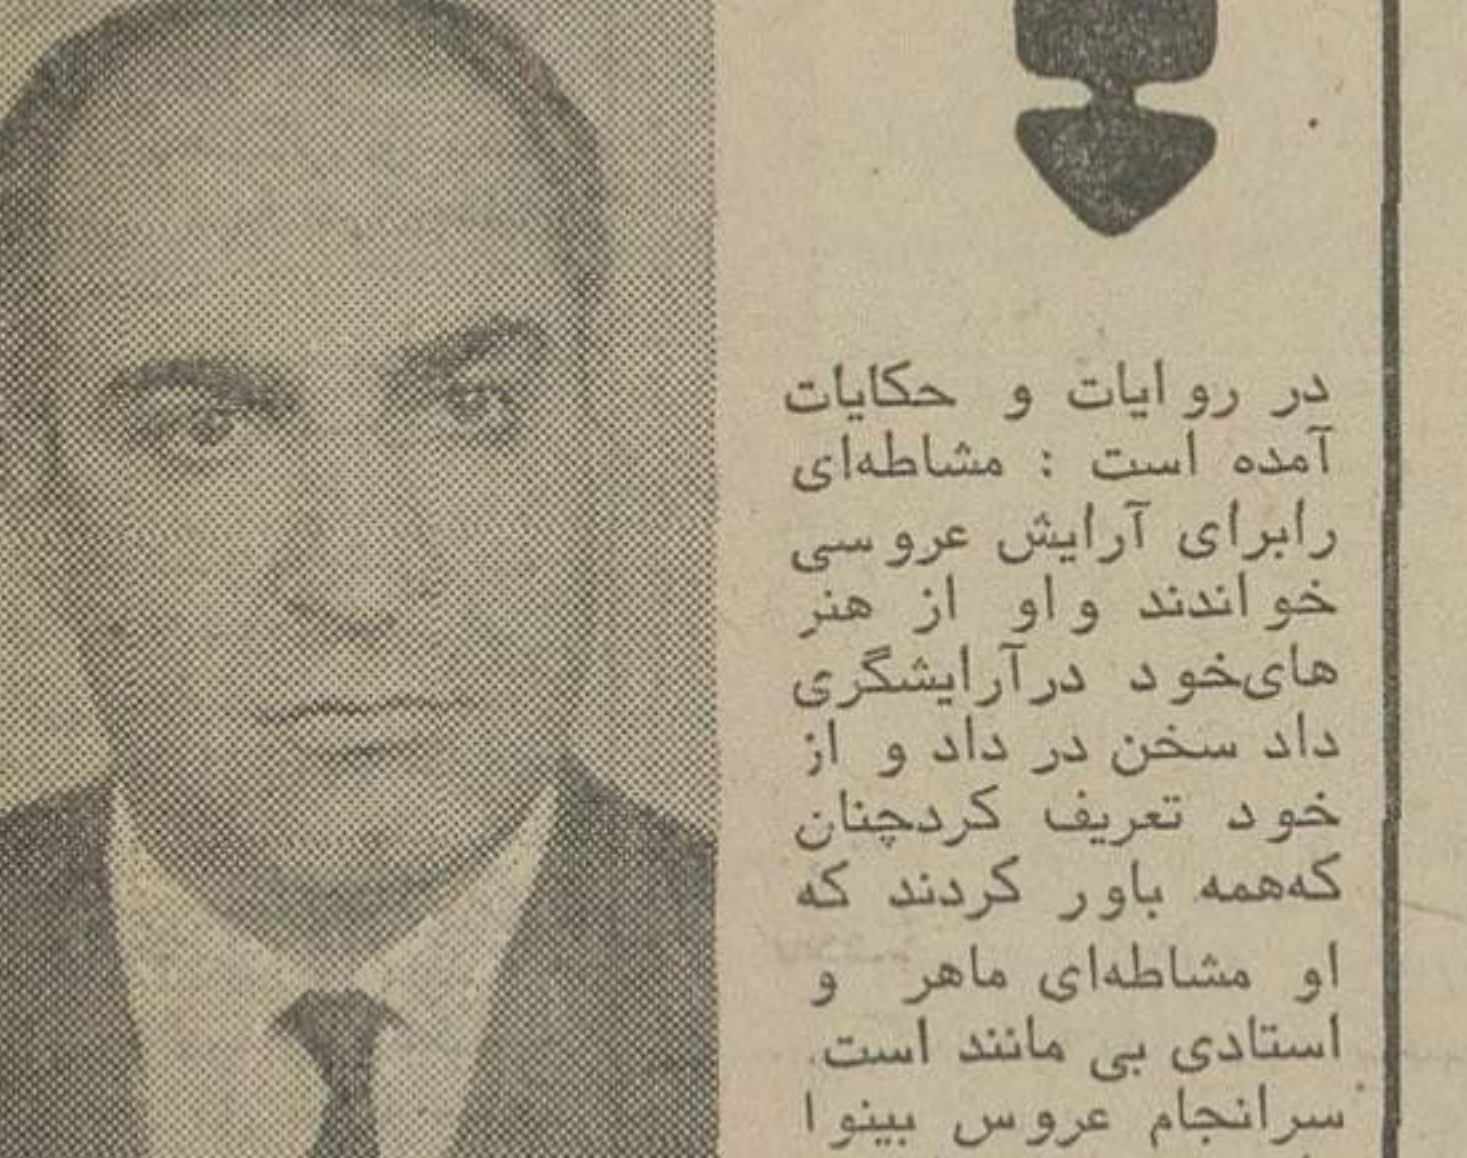 در روایات و حکایات
آمده است : مشاطه‌ای
رابرای آرایش عروسی
خواندند واو از هنر
های‌خود درآرایشگری
داد سخن در داد و از
خود تعریف کردچنان
که‌همه باور کردند که
او مشاطه‌ای ماهر و
استادی بی مانند است.
سرانجام عروس بینوا